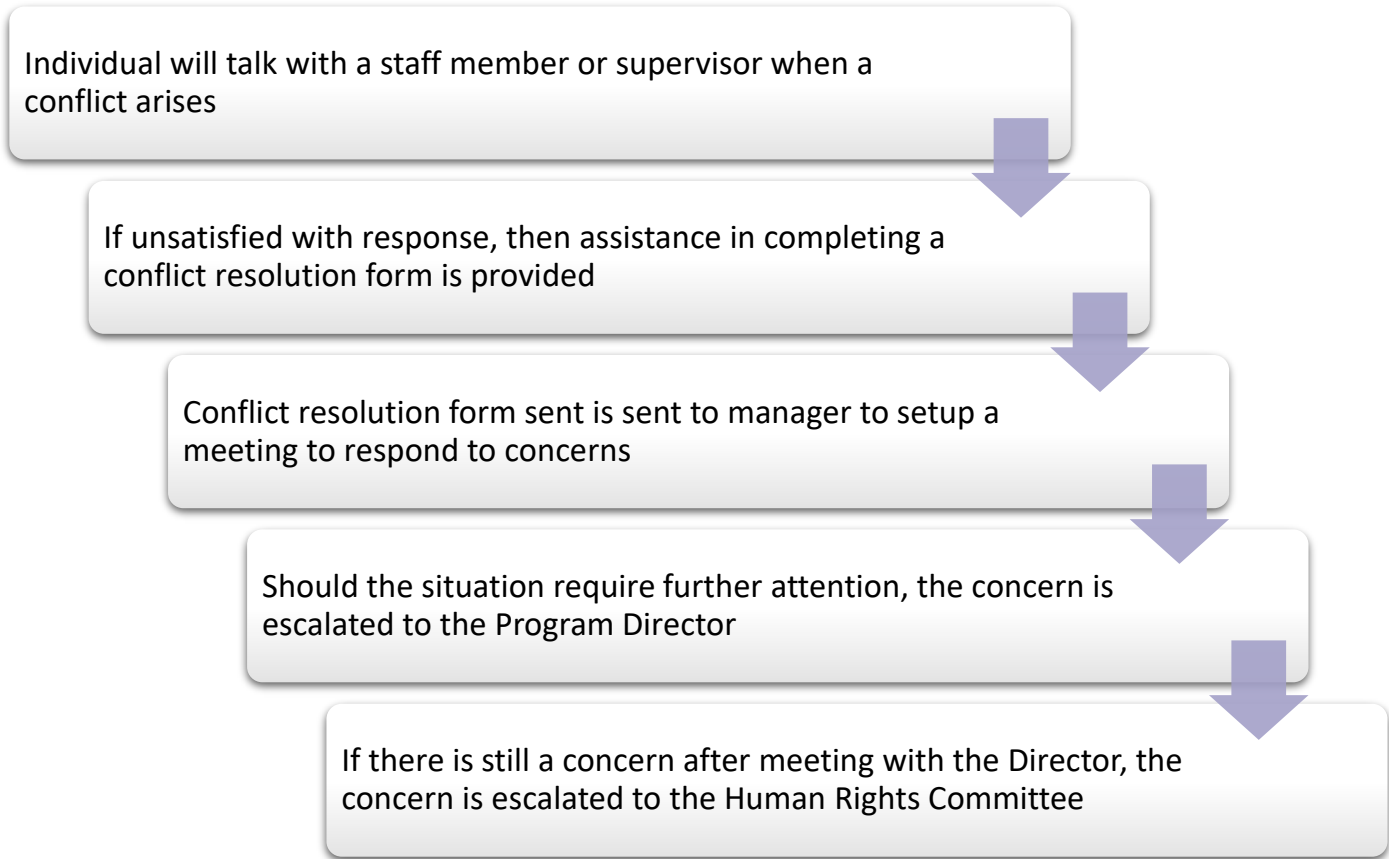 Individual will talk with a staff member or supervisor when a
conflict arises
If unsatisfied with response, then assistance in completing a
conflict resolution form is provided
Conflict resolution form sent is sent to manager to setup a
meeting to respond to concerns
Should the situation require further attention, the concern is
escalated to the Program Director
If there is still a concern after meeting with the Director, the
concern is escalated to the Human Rights Committee